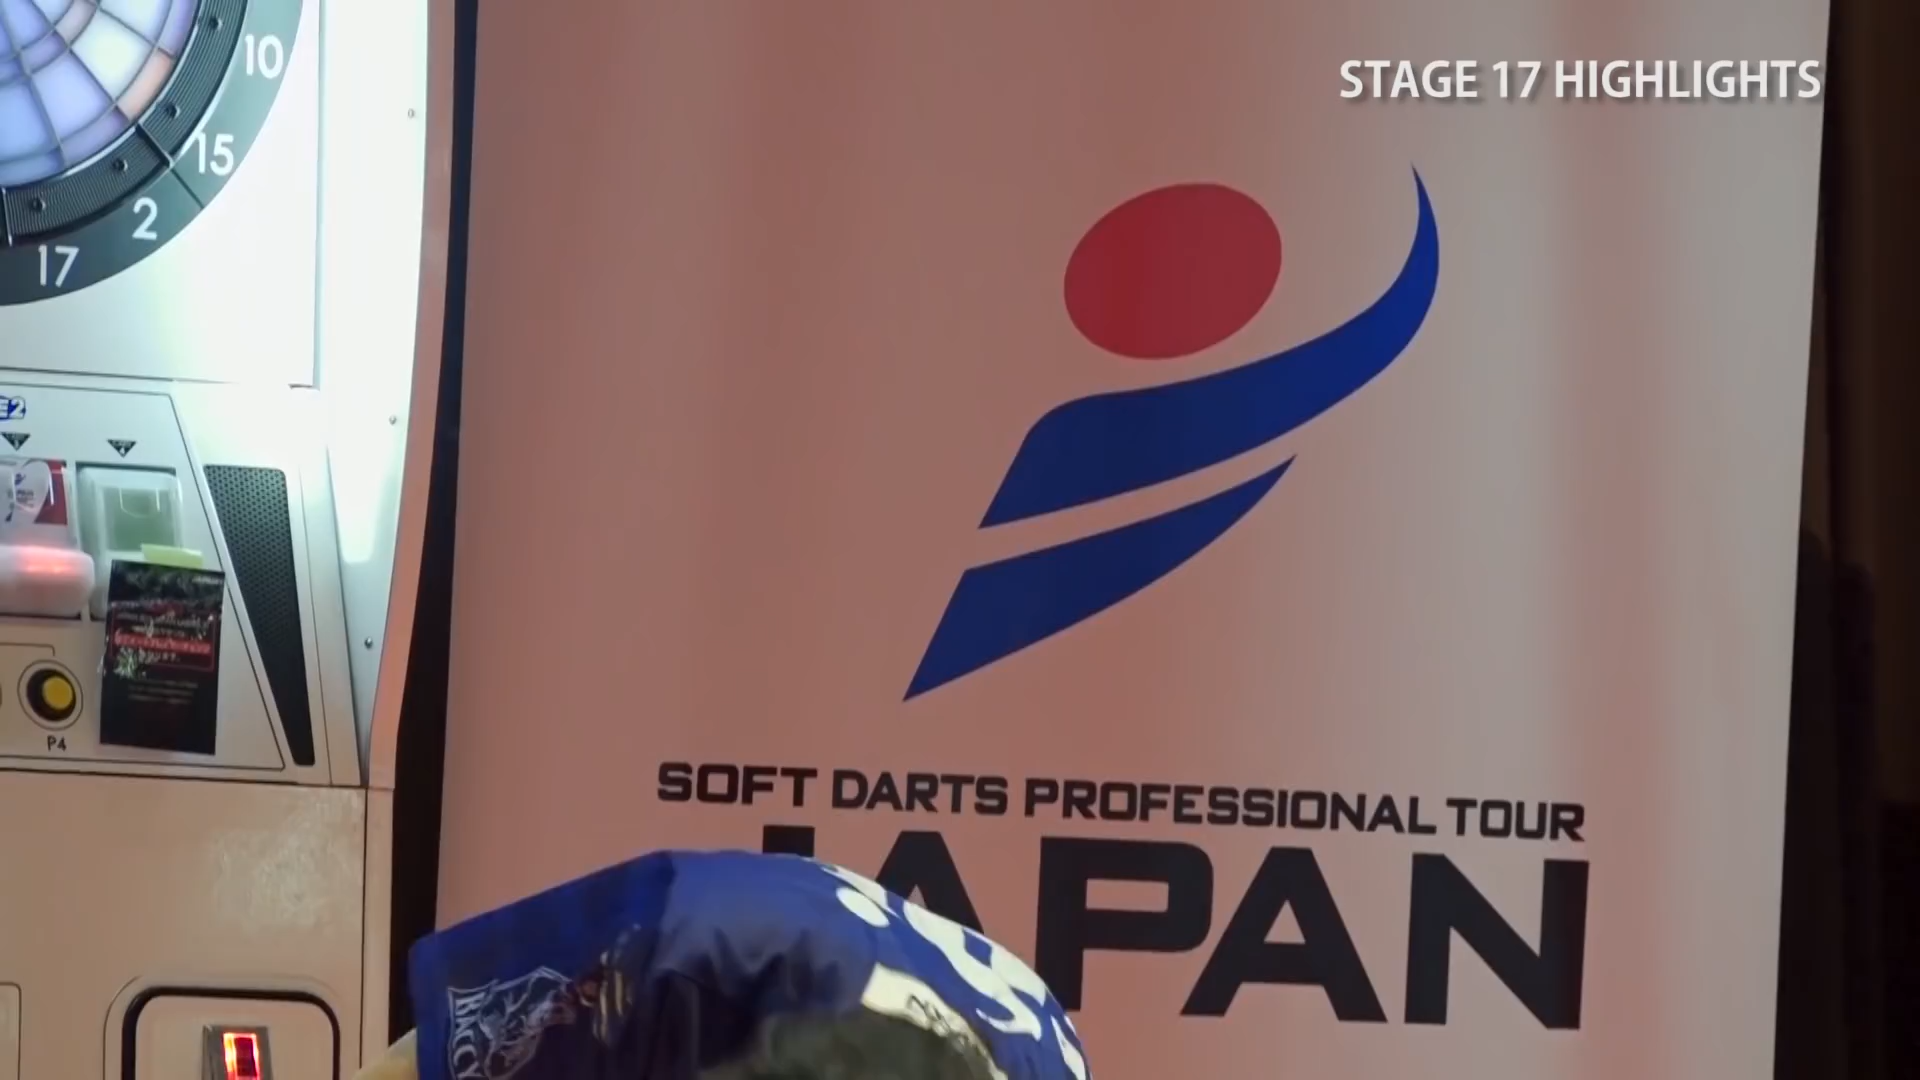 STAGE 17 HIGHLIGHTS
10
15
2
17
P4
SOFT DARTS PROFESSIONAL TOUR
JAPAN